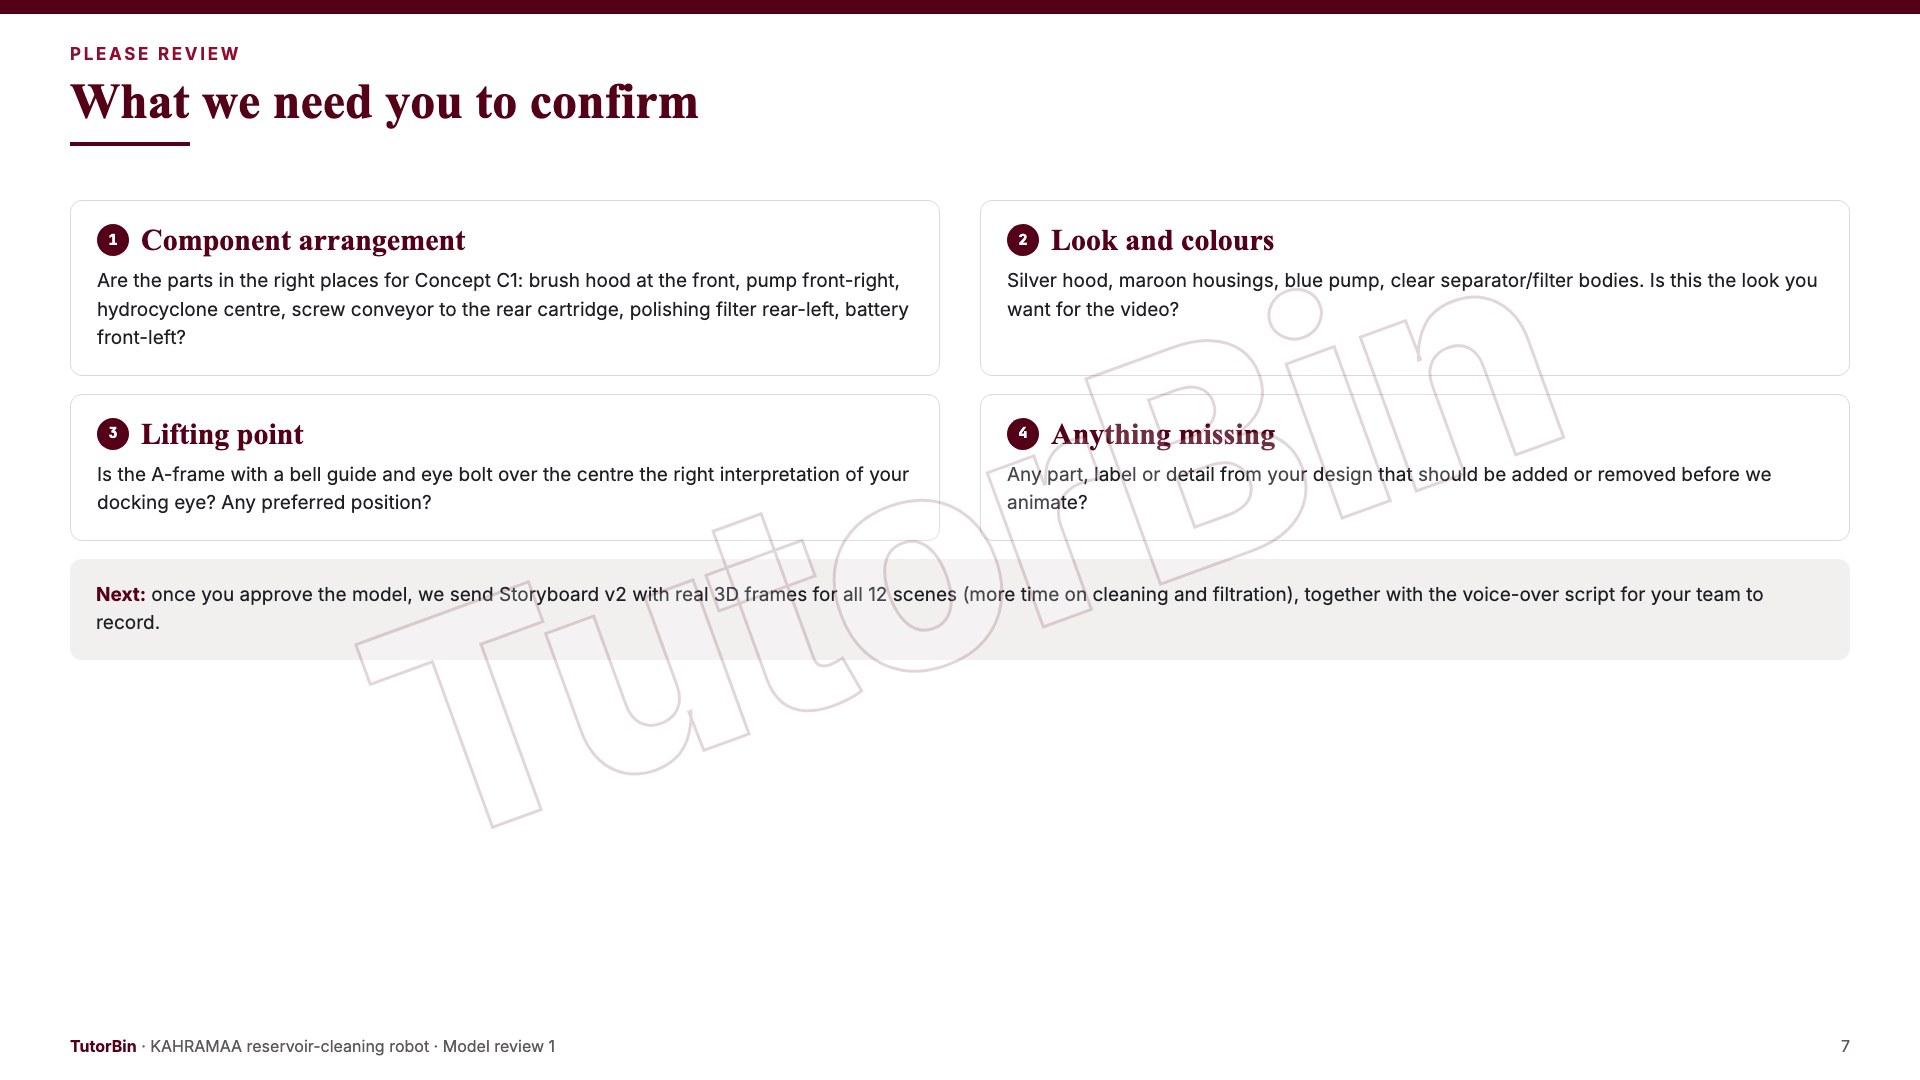 PLEASE REVIEW
What we need you to confirm
1 Component arrangement
Are the parts in the right places for Concept C1: brush hood at the front, pump front-right,
hydrocyclone centre, screw conveyor to the rear cartridge, polishing filter rear-left, battery
front-left?
2 Look and colours
Silver hood, maroon housings, blue pump, clear separator/filter bodies. Is this the look you
want for the video?
3 Lifting point
Is the A-frame with a bell guide and eye bolt over the centre the right interpretation of your
docking eye? Any preferred position?
4 Anything missing
Any part, label or detail from your design that should be added or removed before we
animate?
Next: once you approve the model, we send Storyboard v2 with real 3D frames for all 12 scenes (more time on cleaning and filtration), together with the voice-over script for your team to
record.
TutorBin
TutorBin · KAHRAMAA reservoir-cleaning robot · Model review 1
7